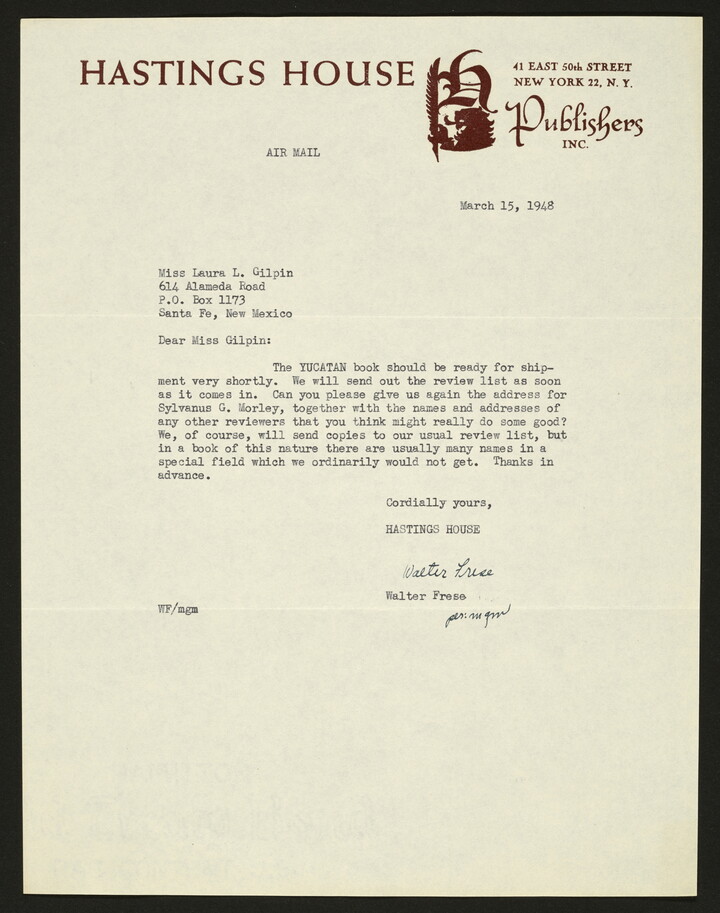 HASTINGS HOUSE
41 EAST 50th STREET
NEW YORK 22, N. Y.
Publishers
INC.
AIR MAIL
March 15, 1948
Miss Laura L. Gilpin
614 Alameda Road
P.O. Box 1173
Santa Fe, New Mexico
Dear Miss Gilpin:
The YUCATAN book should be ready for ship-
ment very shortly. We will send out the review list as soon
as it comes in. Can you please give us again the address for
Sylvanus G. Morley, together with the names and addresses of
any other reviewers that you think might really do some good?
We, of course, will send copies to our usual review list, but
in a book of this nature there are usually many names in a
special field which we ordinarily would not get. Thanks in
advance.
Cordially yours,
HASTINGS HOUSE
Walter Frese
Walter Frese
per: mgm
WF/mgm